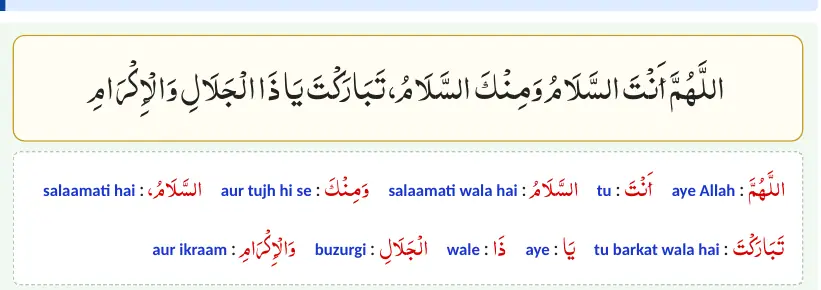 اللَّهُمَّ أَنْتَ السَّلَامُ وَمِنْكَ السَّلَامُ، تَبَارَكْتَ يَا ذَا الْجَلَالِ وَالْإِكْرَامِ
اللَّهُمَّ : aye Allah أَنْتَ : tu السَّلَامُ : salaamati wala hai وَمِنْكَ : aur tujh hi se السَّلَامُ، : salaamati hai
تَبَارَكْتَ : tu barkat wala hai يَا : aye ذَا : wale الْجَلَالِ : buzurgi وَالْإِكْرَامِ : aur ikraam